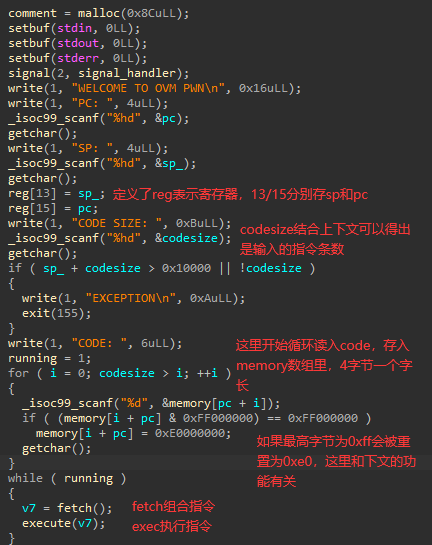 comment = malloc(0x8CuLL);
setbuf(stdin, 0LL);
setbuf(stdout, 0LL);
setbuf(stderr, 0LL);
signal(2, signal_handler);
write(1, "WELCOME TO OVM PWN\n", 0x16uLL);
write(1, "PC: ", 4uLL);
_isoc99_scanf("%hd", &pc);
getchar();
write(1, "SP: ", 4uLL);
_isoc99_scanf("%hd", &sp_);
getchar();
reg[13] = sp_; 定义了reg表示寄存器，13/15分别存sp和pc
reg[15] = pc;
write(1, "CODE SIZE: ", 0xBuLL);
_isoc99_scanf("%hd", &codesize);
getchar();
codesize结合上下文可以得出
是输入的指令条数
if ( sp_ + codesize > 0x10000 || !codesize )
{
write(1, "EXCEPTION\n", 0xAuLL);
exit(155);
}
write(1, "CODE: ", 6uLL);
running = 1;
for ( i = 0; codesize > i; ++i )
{
这里开始循环读入code，存入
memory数组里，4字节一个字
长
_isoc99_scanf("%d", &memory[pc + i]);
if ( (memory[i + pc] & 0xFF000000) == 0xFF000000 )
memory[i + pc] = 0xE0000000;
getchar();
}
如果最高字节为0xff会被重
置为0xe0，这里和下文的功
能有关
while ( running )
{
v7 = fetch(); fetch组合指令
execute(v7); exec执行指令
}